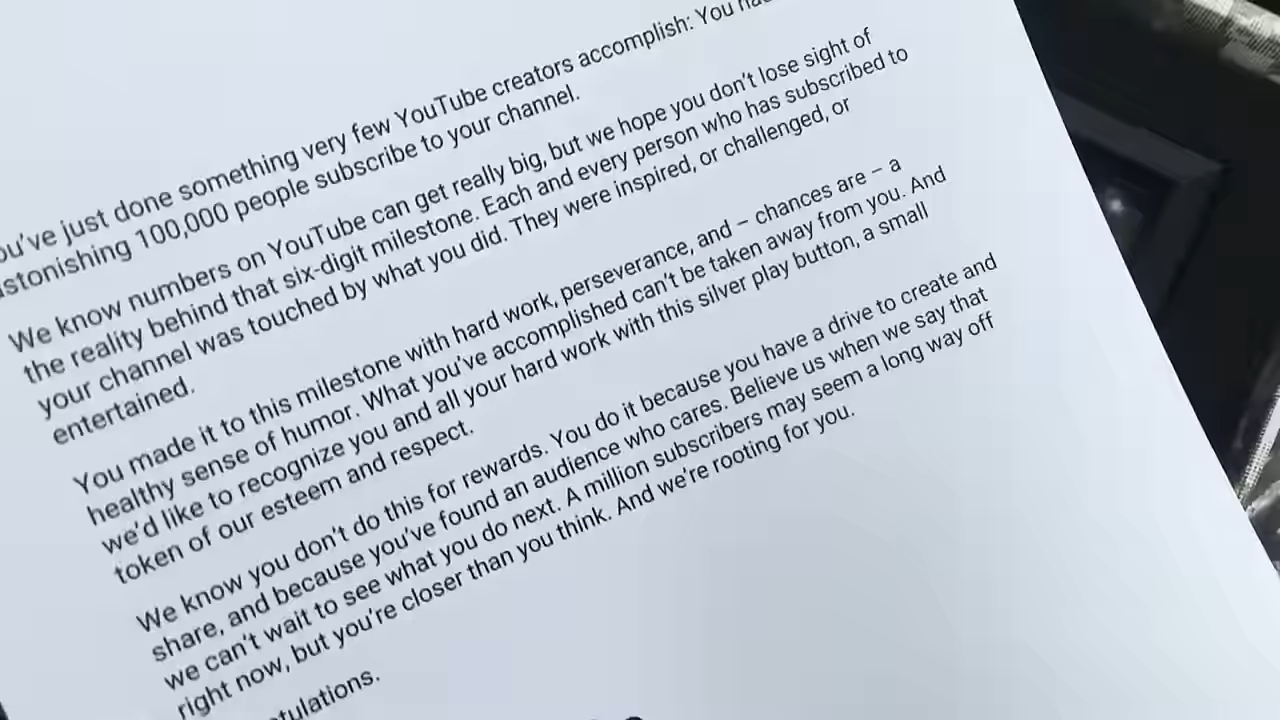 ou've just done something very few YouTube creators accomplish: You had
stonishing 100,000 people subscribe to your channel.
We know numbers on YouTube can get really big, but we hope you don't lose sight of
the reality behind that six-digit milestone. Each and every person who has subscribed to
your channel was touched by what you did. They were inspired, or challenged, or
entertained.
You made it to this milestone with hard work, perseverance, and – chances are – a
healthy sense of humor. What you've accomplished can't be taken away from you. And
we'd like to recognize you and all your hard work with this silver play button, a small
token of our esteem and respect.
We know you don't do this for rewards. You do it because you have a drive to create and
share, and because you've found an audience who cares. Believe us when we say that
we can't wait to see what you do next. A million subscribers may seem a long way off
right now, but you're closer than you think. And we're rooting for you.
tulations.